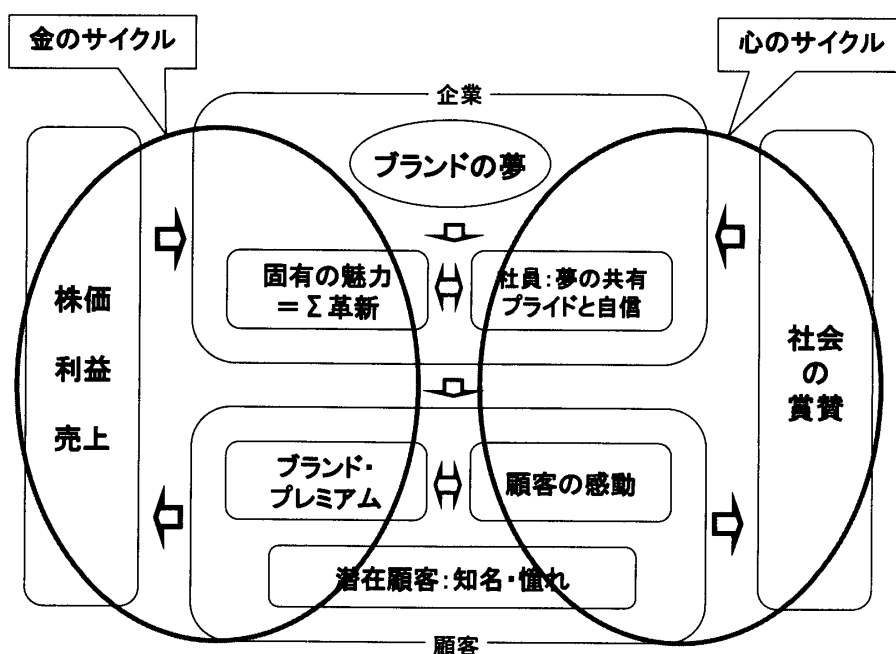 金のサイクル
心のサイクル
企業
ブランドの夢
固有の魅力
＝Σ革新
社員：夢の共有
プライドと自信
株価
利益
売上
社会
の
賞賛
ブランド・
プレミアム
顧客の感動
潜在顧客：知名・憧れ
顧客